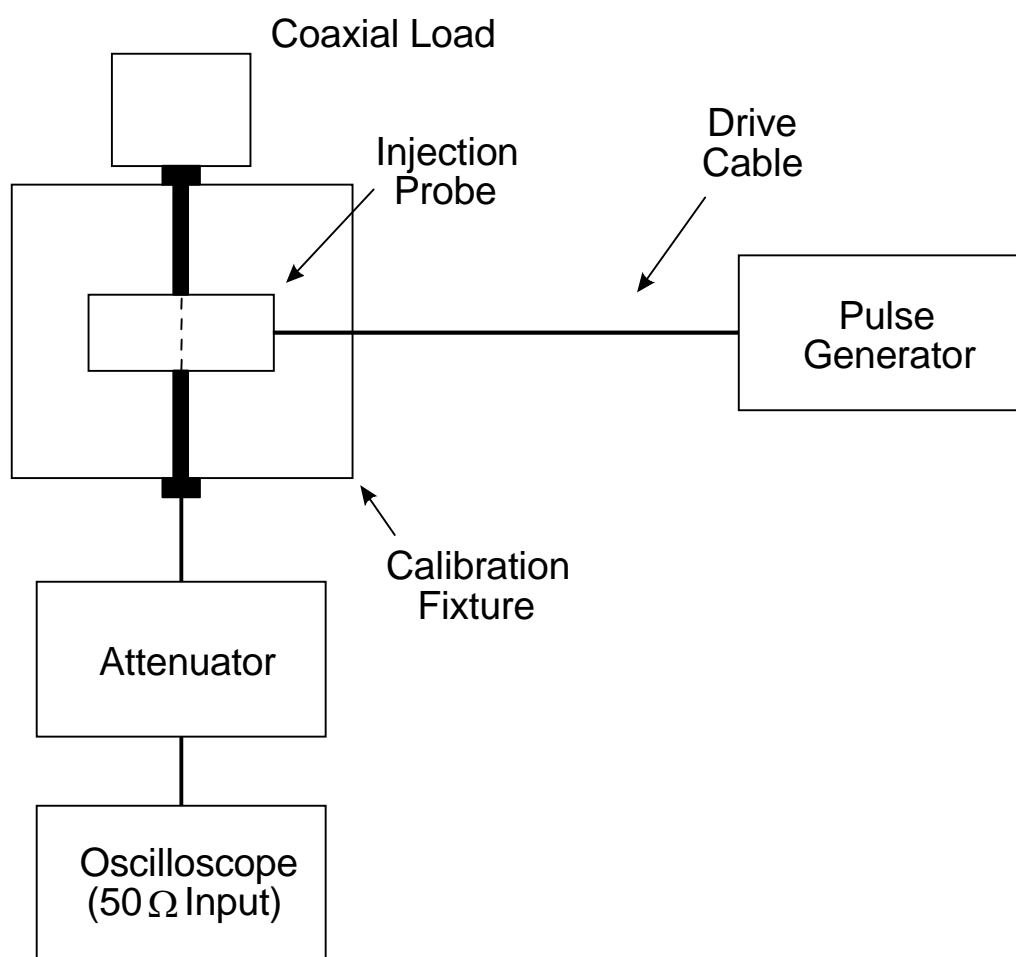 Coaxial Load
Injection
Probe
Drive
Cable
Pulse
Generator
Calibration
Fixture
Attenuator
Oscilloscope
(50 Ω Input)